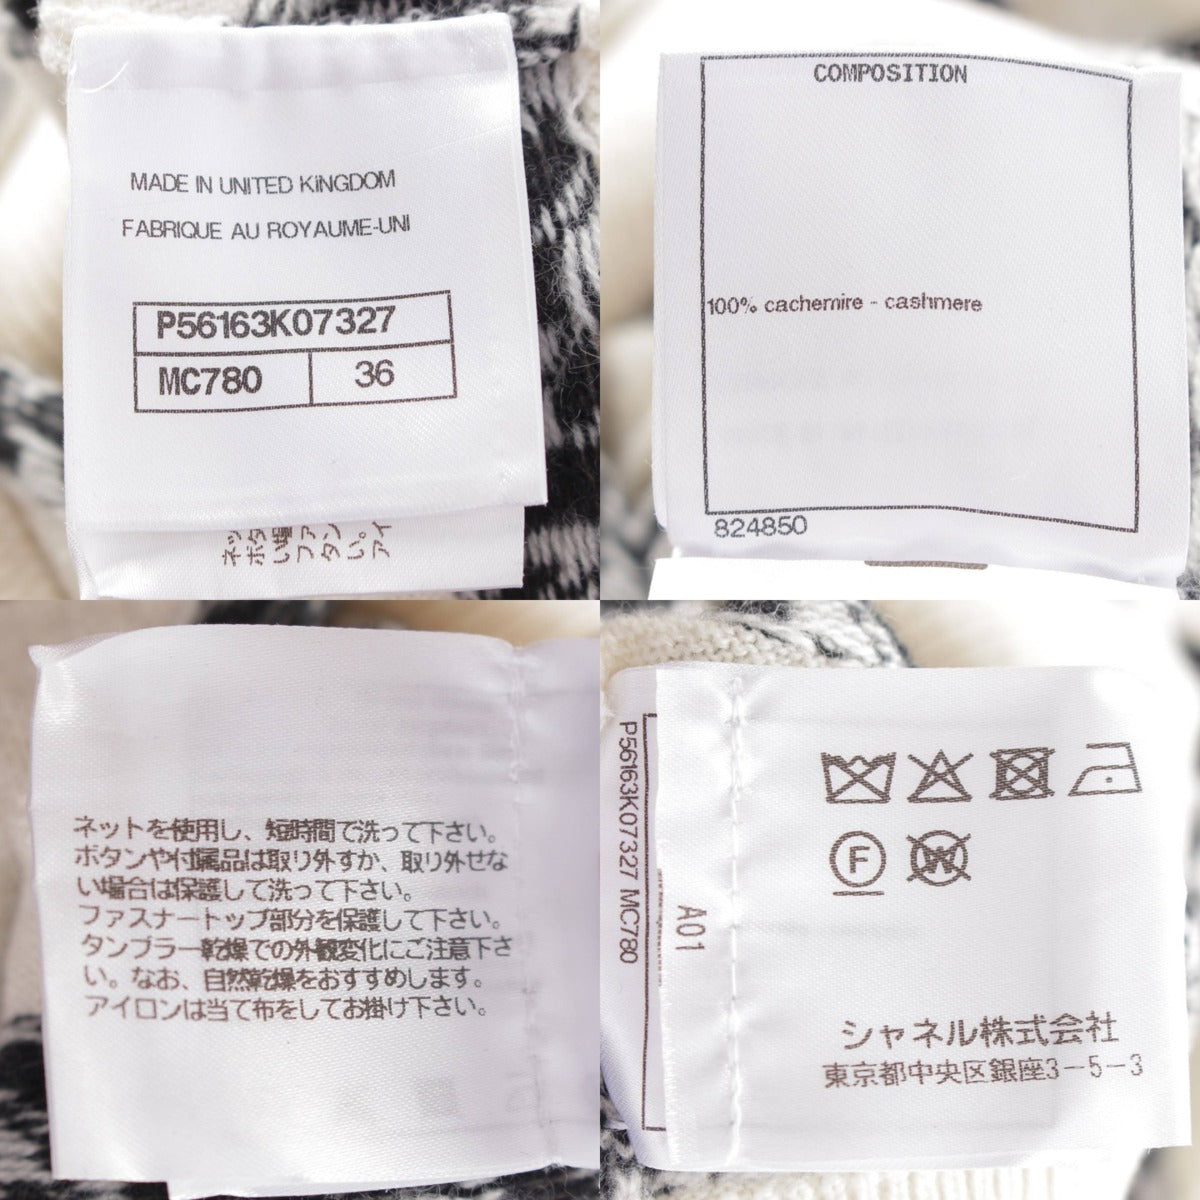 MADE IN UNITED KINGDOM
FABRIQUE AU ROYAUME-UNI
P56163K07327
MC780
36
COMPOSITION
100% cachemire - cashmere
824850
ネットを使用し、短時間で洗って下さい。
ボタンや付属品は取り外すか、取り外せな
い場合は保護して洗って下さい。
ファスナートップ部分を保護して下さい。
タンブラー乾燥での外観変化にご注意下さ
い。なお、自然乾燥をおすすめします。
アイロンは当て布をしてお掛け下さい。
P56163K07327 MC780
A01
F
W
シャネル株式会社
東京都中央区銀座3-5-3